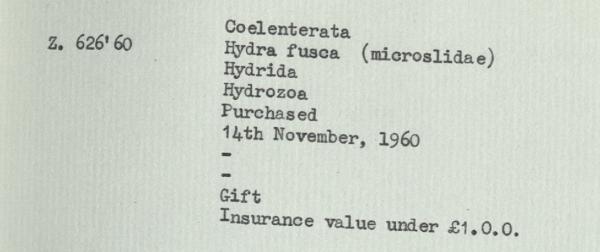 Z. 626'60
Coelenterata
Hydra fusca (microslidae)
Hydrida
Hydrozoa
Purchased
14th November, 1960
-
-
Gift
Insurance value under £1.0.0.